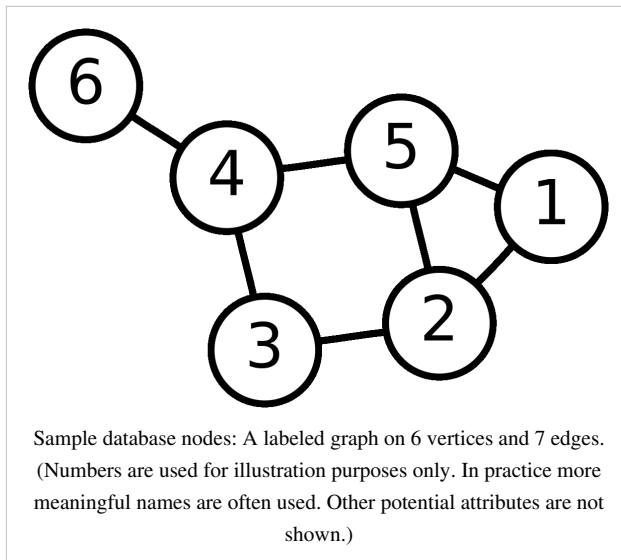 6
5
4
1
2
3
Sample database nodes: A labeled graph on 6 vertices and 7 edges.
(Numbers are used for illustration purposes only. In practice more
meaningful names are often used. Other potential attributes are not
shown.)